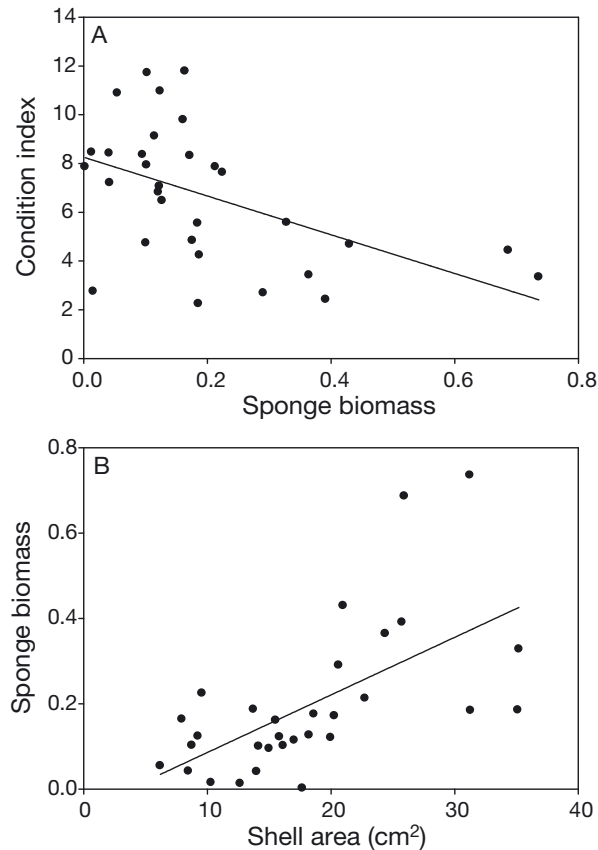 A
14
12
10
8
6
4
2
0
Condition index
0.0 0.2 0.4 0.6 0.8
Sponge biomass
B
0.8
0.6
0.4
0.2
0.0
Sponge biomass
0 10 20 30 40
Shell area (cm²)